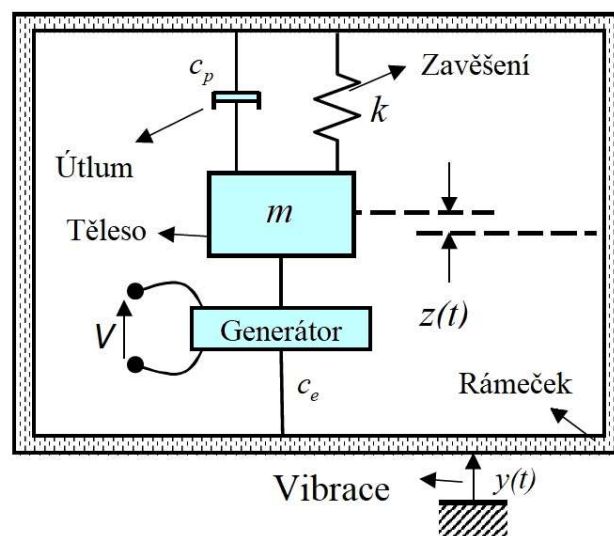 c_p
Zavěšení
k
Útlum
m
Těleso
z(t)
V
Generátor
c_e
Rámeček
Vibrace
y(t)